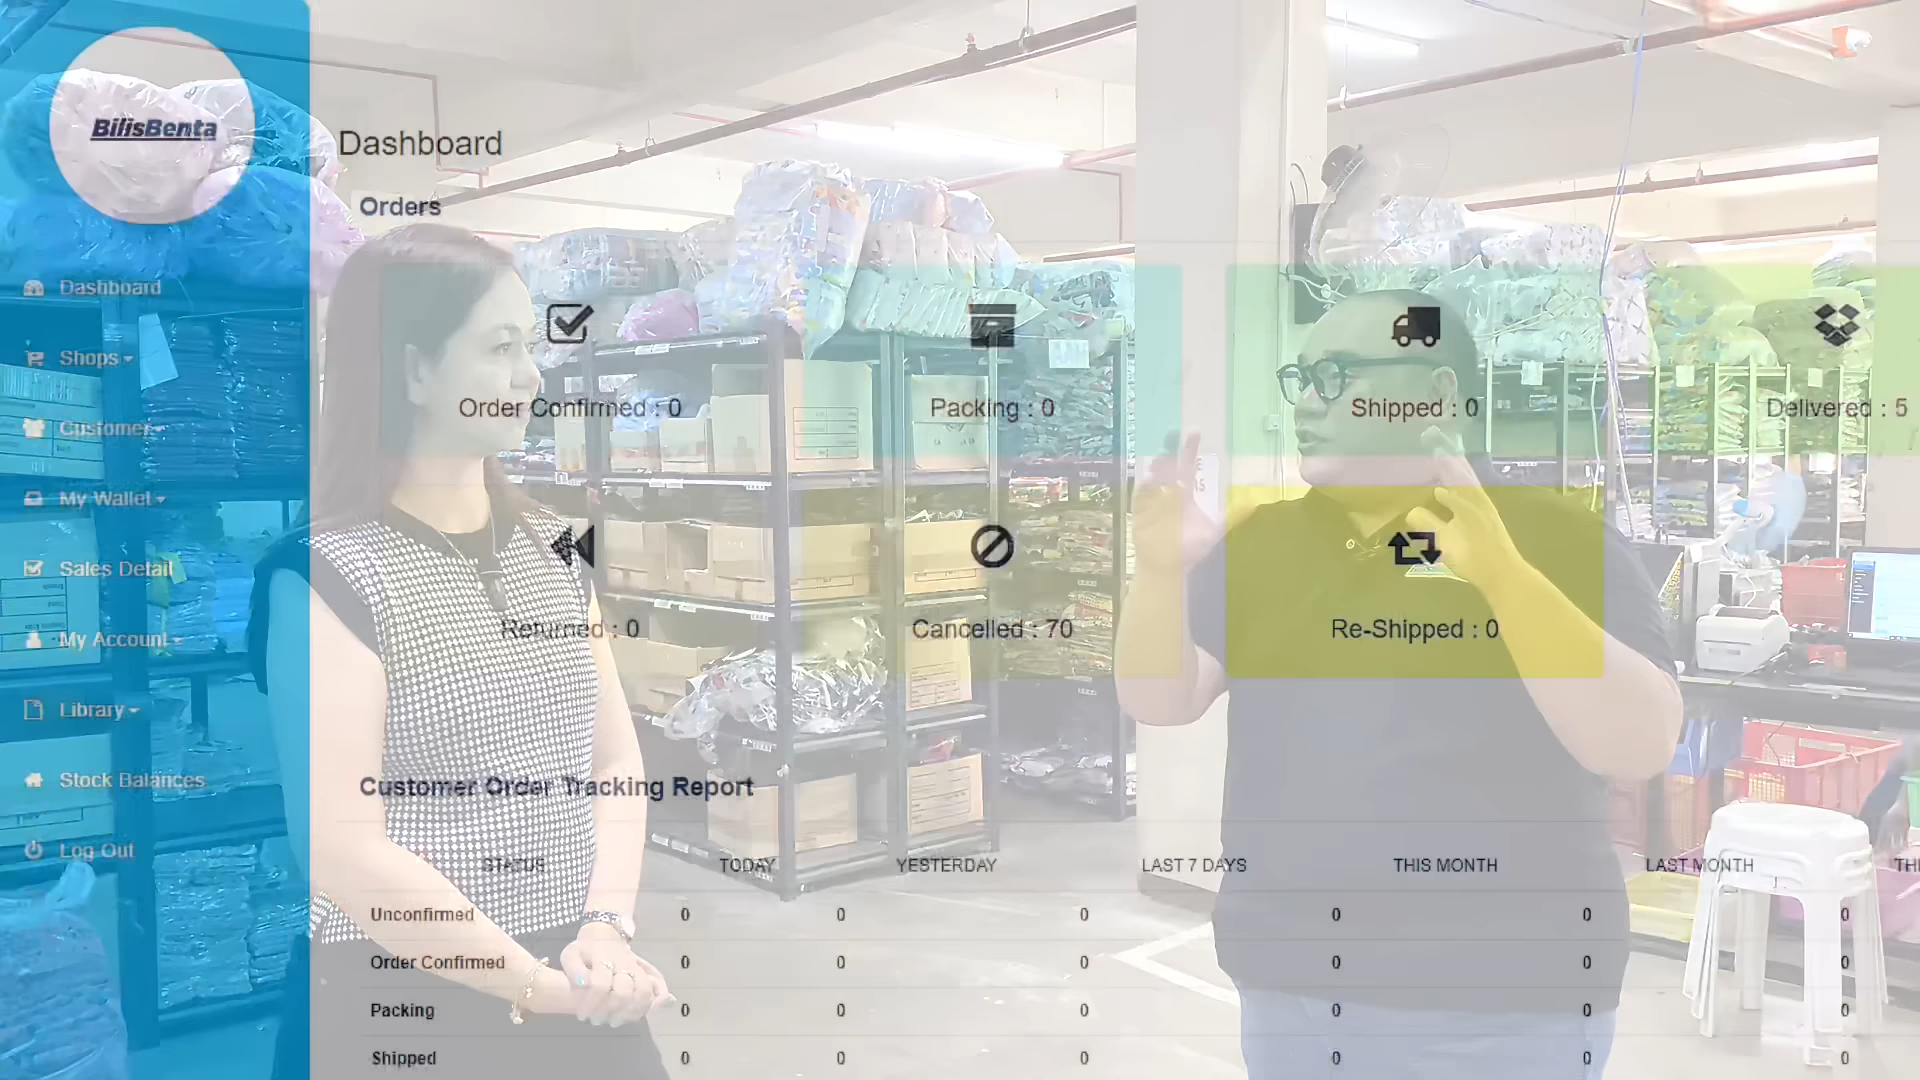 BilisBenta
Dashboard
Shops
Customer
My Wallet
Sales Detail
My Account
Library
Stock Balances
Log Out
Dashboard
Orders
Order Confirmed : 0
Packing : 0
Shipped : 0
Delivered : 5
Returned : 0
Cancelled : 70
Re-Shipped : 0
Customer Order Tracking Report
STATUS TODAY YESTERDAY LAST 7 DAYS THIS MONTH LAST MONTH
Unconfirmed 0 0 0 0 0 0
Order Confirmed 0 0 0 0 0 0
Packing 0 0 0 0 0 0
Shipped 0 0 0 0 0 0